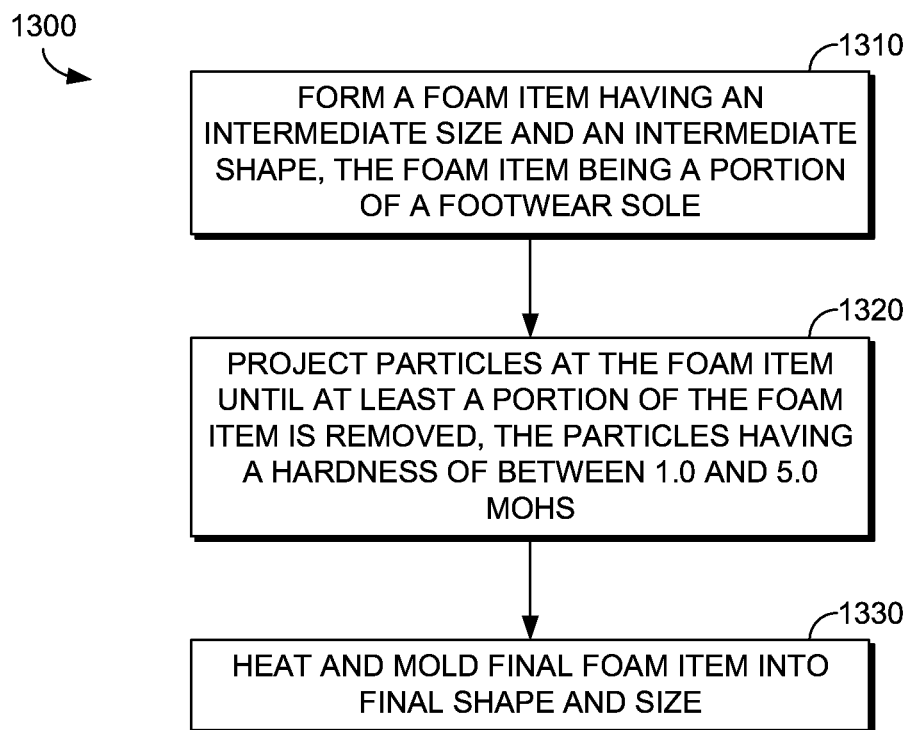 1300
1310
FORM A FOAM ITEM HAVING AN
INTERMEDIATE SIZE AND AN INTERMEDIATE
SHAPE, THE FOAM ITEM BEING A PORTION
OF A FOOTWEAR SOLE
1320
PROJECT PARTICLES AT THE FOAM ITEM
UNTIL AT LEAST A PORTION OF THE FOAM
ITEM IS REMOVED, THE PARTICLES HAVING
A HARDNESS OF BETWEEN 1.0 AND 5.0
MOHS
1330
HEAT AND MOLD FINAL FOAM ITEM INTO
FINAL SHAPE AND SIZE